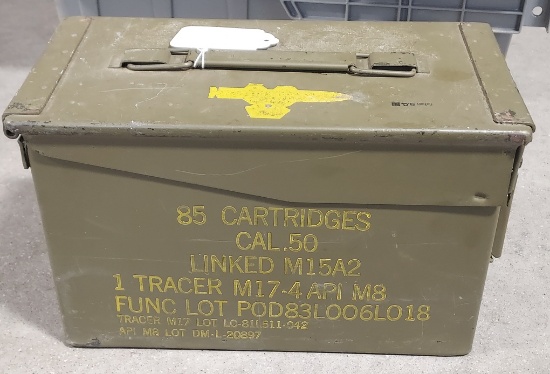 85 CARTRIDGES
CAL.50
LINKED M15A2
1 TRACER M17-4 API M8
FUNC LOT POD83L006L018
TRACER M17 LOT LC-81L611-042
API M8 LOT DM-L-20897